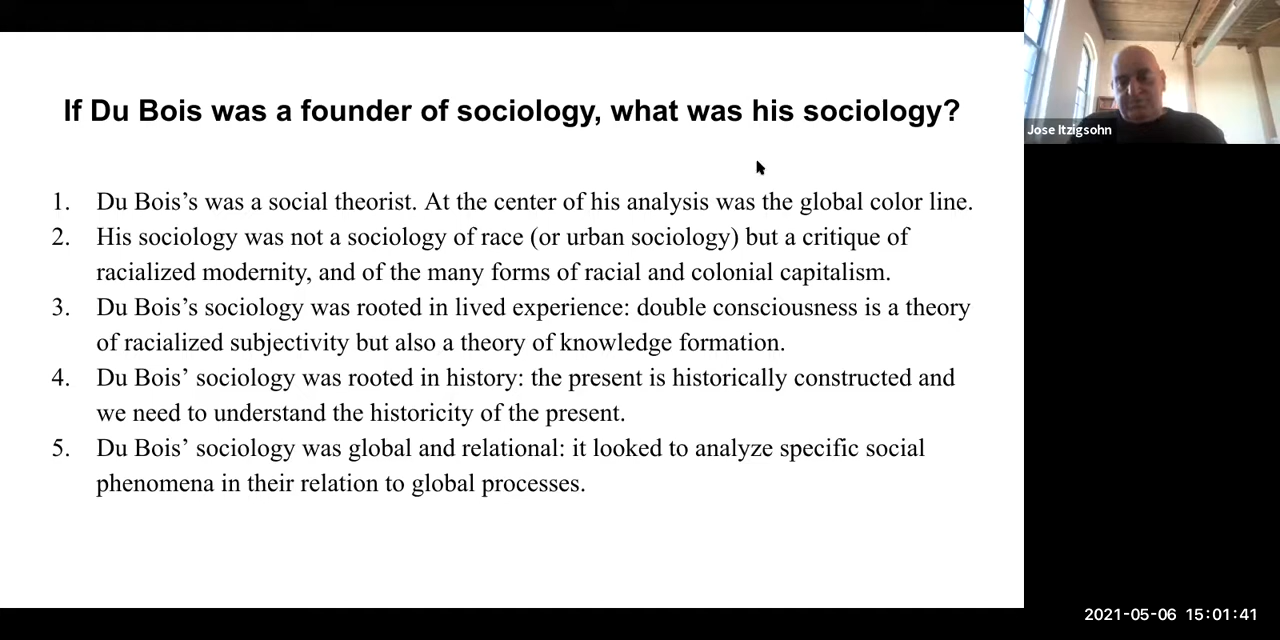 If Du Bois was a founder of sociology, what was his sociology?
1. Du Bois’s was a social theorist. At the center of his analysis was the global color line.
2. His sociology was not a sociology of race (or urban sociology) but a critique of
racialized modernity, and of the many forms of racial and colonial capitalism.
3. Du Bois’s sociology was rooted in lived experience: double consciousness is a theory
of racialized subjectivity but also a theory of knowledge formation.
4. Du Bois’ sociology was rooted in history: the present is historically constructed and
we need to understand the historicity of the present.
5. Du Bois’ sociology was global and relational: it looked to analyze specific social
phenomena in their relation to global processes.
Jose Itzigsohn
2021-05-06 15:01:41